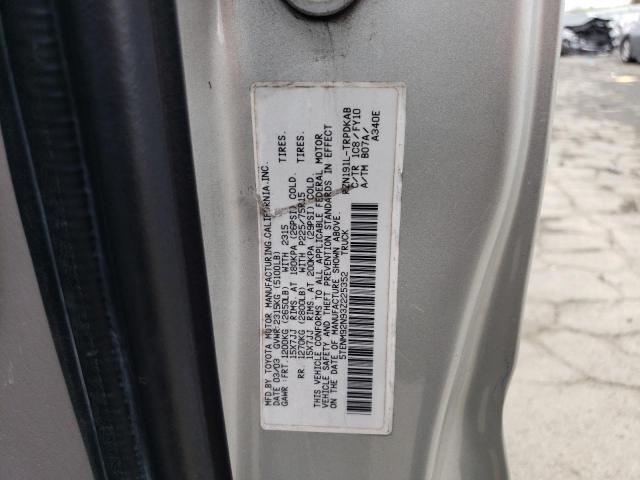 MFD BY TOYOTA MOTOR MANUFACTURING CALIFORNIA, INC.
DATE 03/03 GVWR 2315KG (5100LB)
GAWR: FRT. 1200KG (2650LB) WITH 2315 TIRES.
15X7JJ RIMS. AT 180KPA (26PSI) COLD.
RR. 1270KG (2800LB) WITH P225/75R15 TIRES.
15X7JJ RIMS. AT 200KPA (29PSI) COLD.
THIS VEHICLE CONFORMS TO ALL APPLICABLE FEDERAL MOTOR
VEHICLE SAFETY AND THEFT PREVENTION STANDARDS IN EFFECT
ON THE DATE OF MANUFACTURE SHOWN ABOVE.
5TENM92N93Z225352 TRUCK
RZN191L-TRPDKAB
C/TR 1C8/FY10
A/TM B07A/
A340E